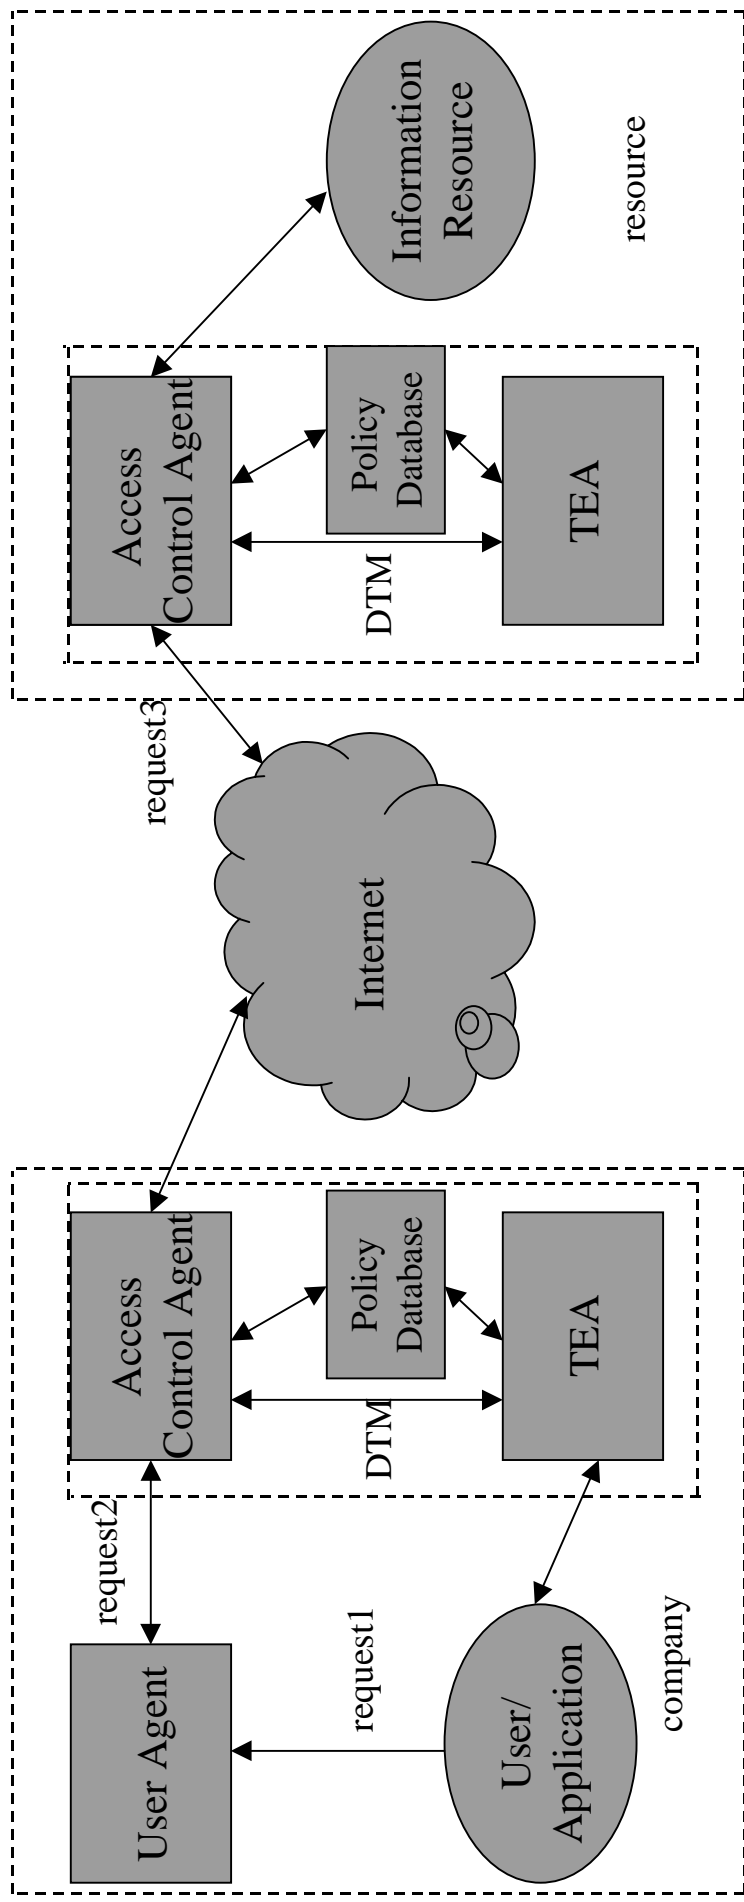 User Agent
request2
Access
Control Agent
request3
Access
Control Agent
request1
DTM
Policy
Database
Internet
DTM
Policy
Database
Information
Resource
User/
Application
TEA
TEA
company
resource